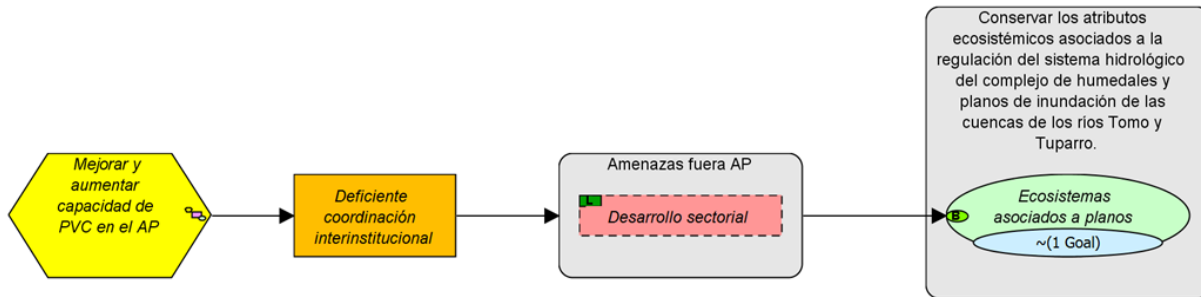 Mejorar y
aumentar
capacidad de
PVC en el AP
Deficiente
coordinación
interinstitucional
Amenazas fuera AP
L
Desarrollo sectorial
Conservar los atributos
ecosistémicos asociados a la
regulación del sistema hidrológico
del complejo de humedales y
planos de inundación de las
cuencas de los ríos Tomo y
Tuparro.
Ecosistemas
asociados a planos
B
~(1 Goal)